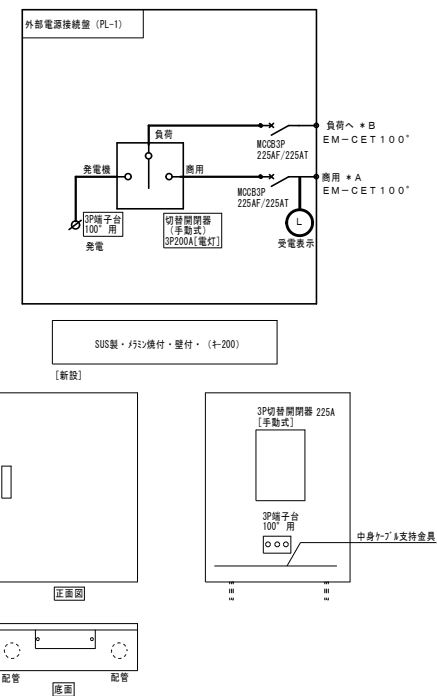 外部電源接続盤 (PL-1)
負荷
MCCB3P
225AF/225AT
負荷へ *B
EM-CET100°
発電機
商用
MCCB3P
225AF/225AT
商用 *A
EM-CET100°
3P端子台
100°用
発電
切替開閉器
(手動式)
3P200A[電灯]
L
受電表示
SUS製・メラミン焼付・壁付・ (キー200)
[新設]
3P切替開閉器 225A
[手動式]
3P端子台
100°用
中身ケーブル支持金具
正面図
配管
配管
底面